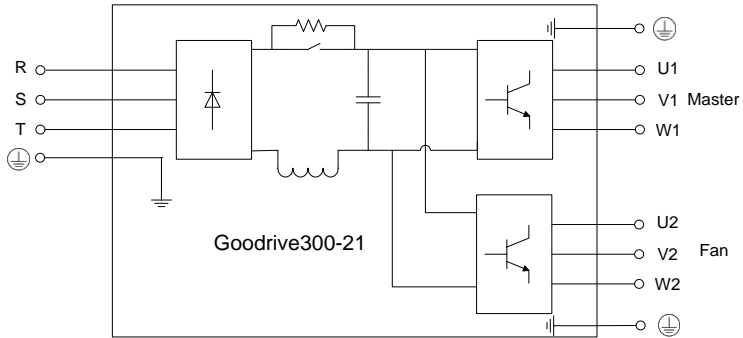 R
S
T
U1
V1 Master
W1
Goodrive300-21
U2
V2 Fan
W2